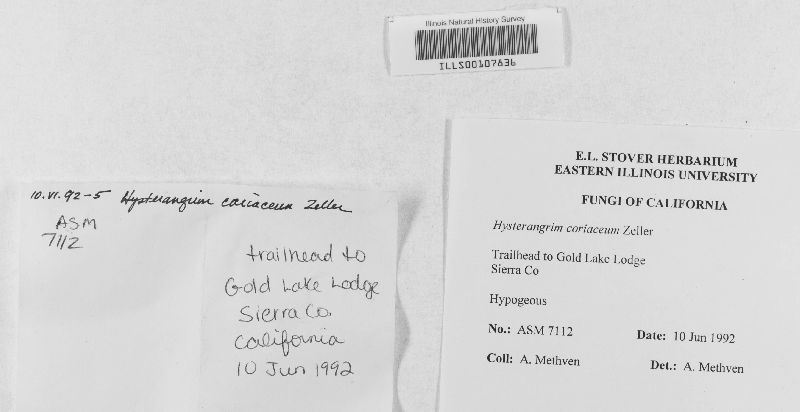 Illinois Natural History Survey
ILLS00107636
10.VI.92-5 Hysterangrim coriaceum Zeller
ASM
7112
trailhead to
Gold Lake Lodge
Sierra Co.
California
10 Jun 1992
E.L. STOVER HERBARIUM
EASTERN ILLINOIS UNIVERSITY
FUNGI OF CALIFORNIA
Hysterangrim coriaceum Zeller
Trailhead to Gold Lake Lodge
Sierra Co
Hypogeous
No.: ASM 7112 Date: 10 Jun 1992
Coll: A. Methven Det.: A. Methven